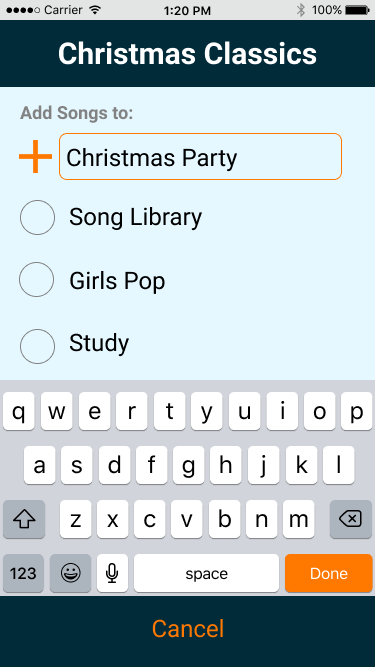 Carrier 1:20 PM 100%
Christmas Classics
Add Songs to:
Christmas Party
Song Library
Girls Pop
Study
q w e r t y u i o p
a s d f g h j k l
z x c v b n m
123 space Done
Cancel